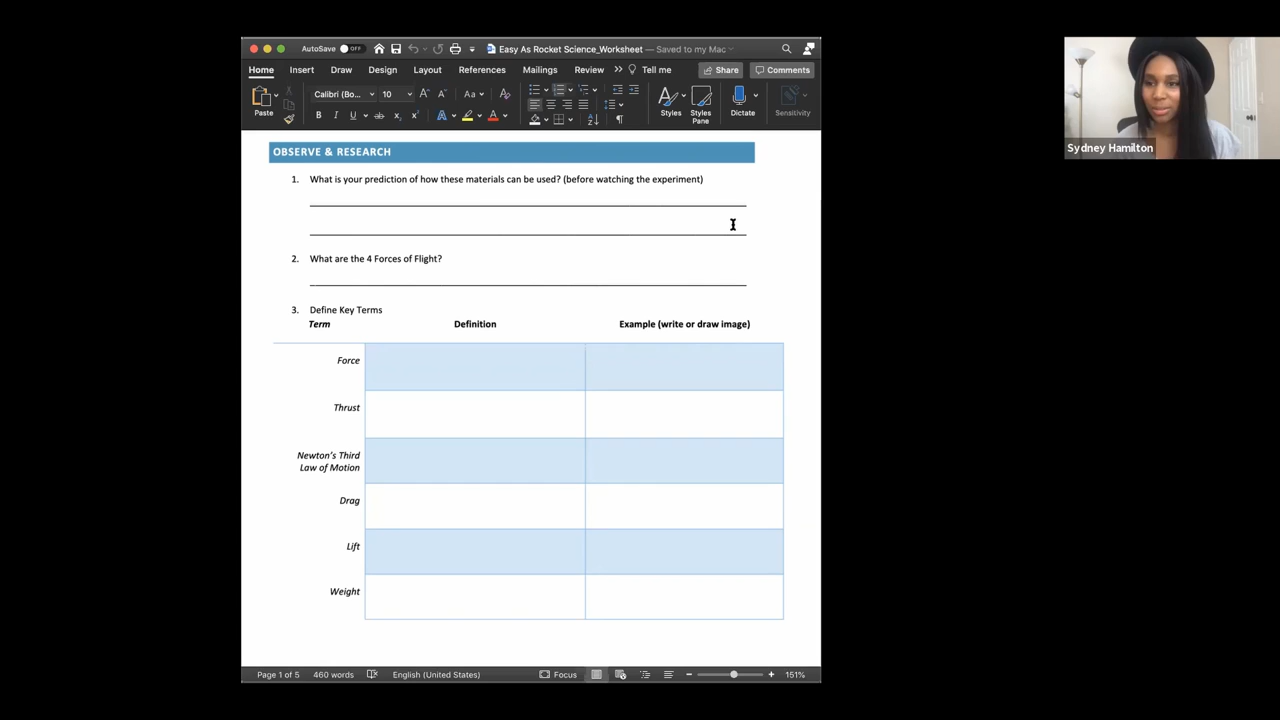 AutoSave OFF
Easy As Rocket Science_Worksheet — Saved to my Mac
Home Insert Draw Design Layout References Mailings Review Tell me Share Comments
Paste
Calibri (Bo... 10
Styles
Styles Pane
Dictate
Sensitivity
OBSERVE & RESEARCH
1. What is your prediction of how these materials can be used? (before watching the experiment)
2. What are the 4 Forces of Flight?
3. Define Key Terms
Term Definition Example (write or draw image)
Force
Thrust
Newton's Third
Law of Motion
Drag
Lift
Weight
Page 1 of 5 460 words English (United States) Focus 151%
Sydney Hamilton